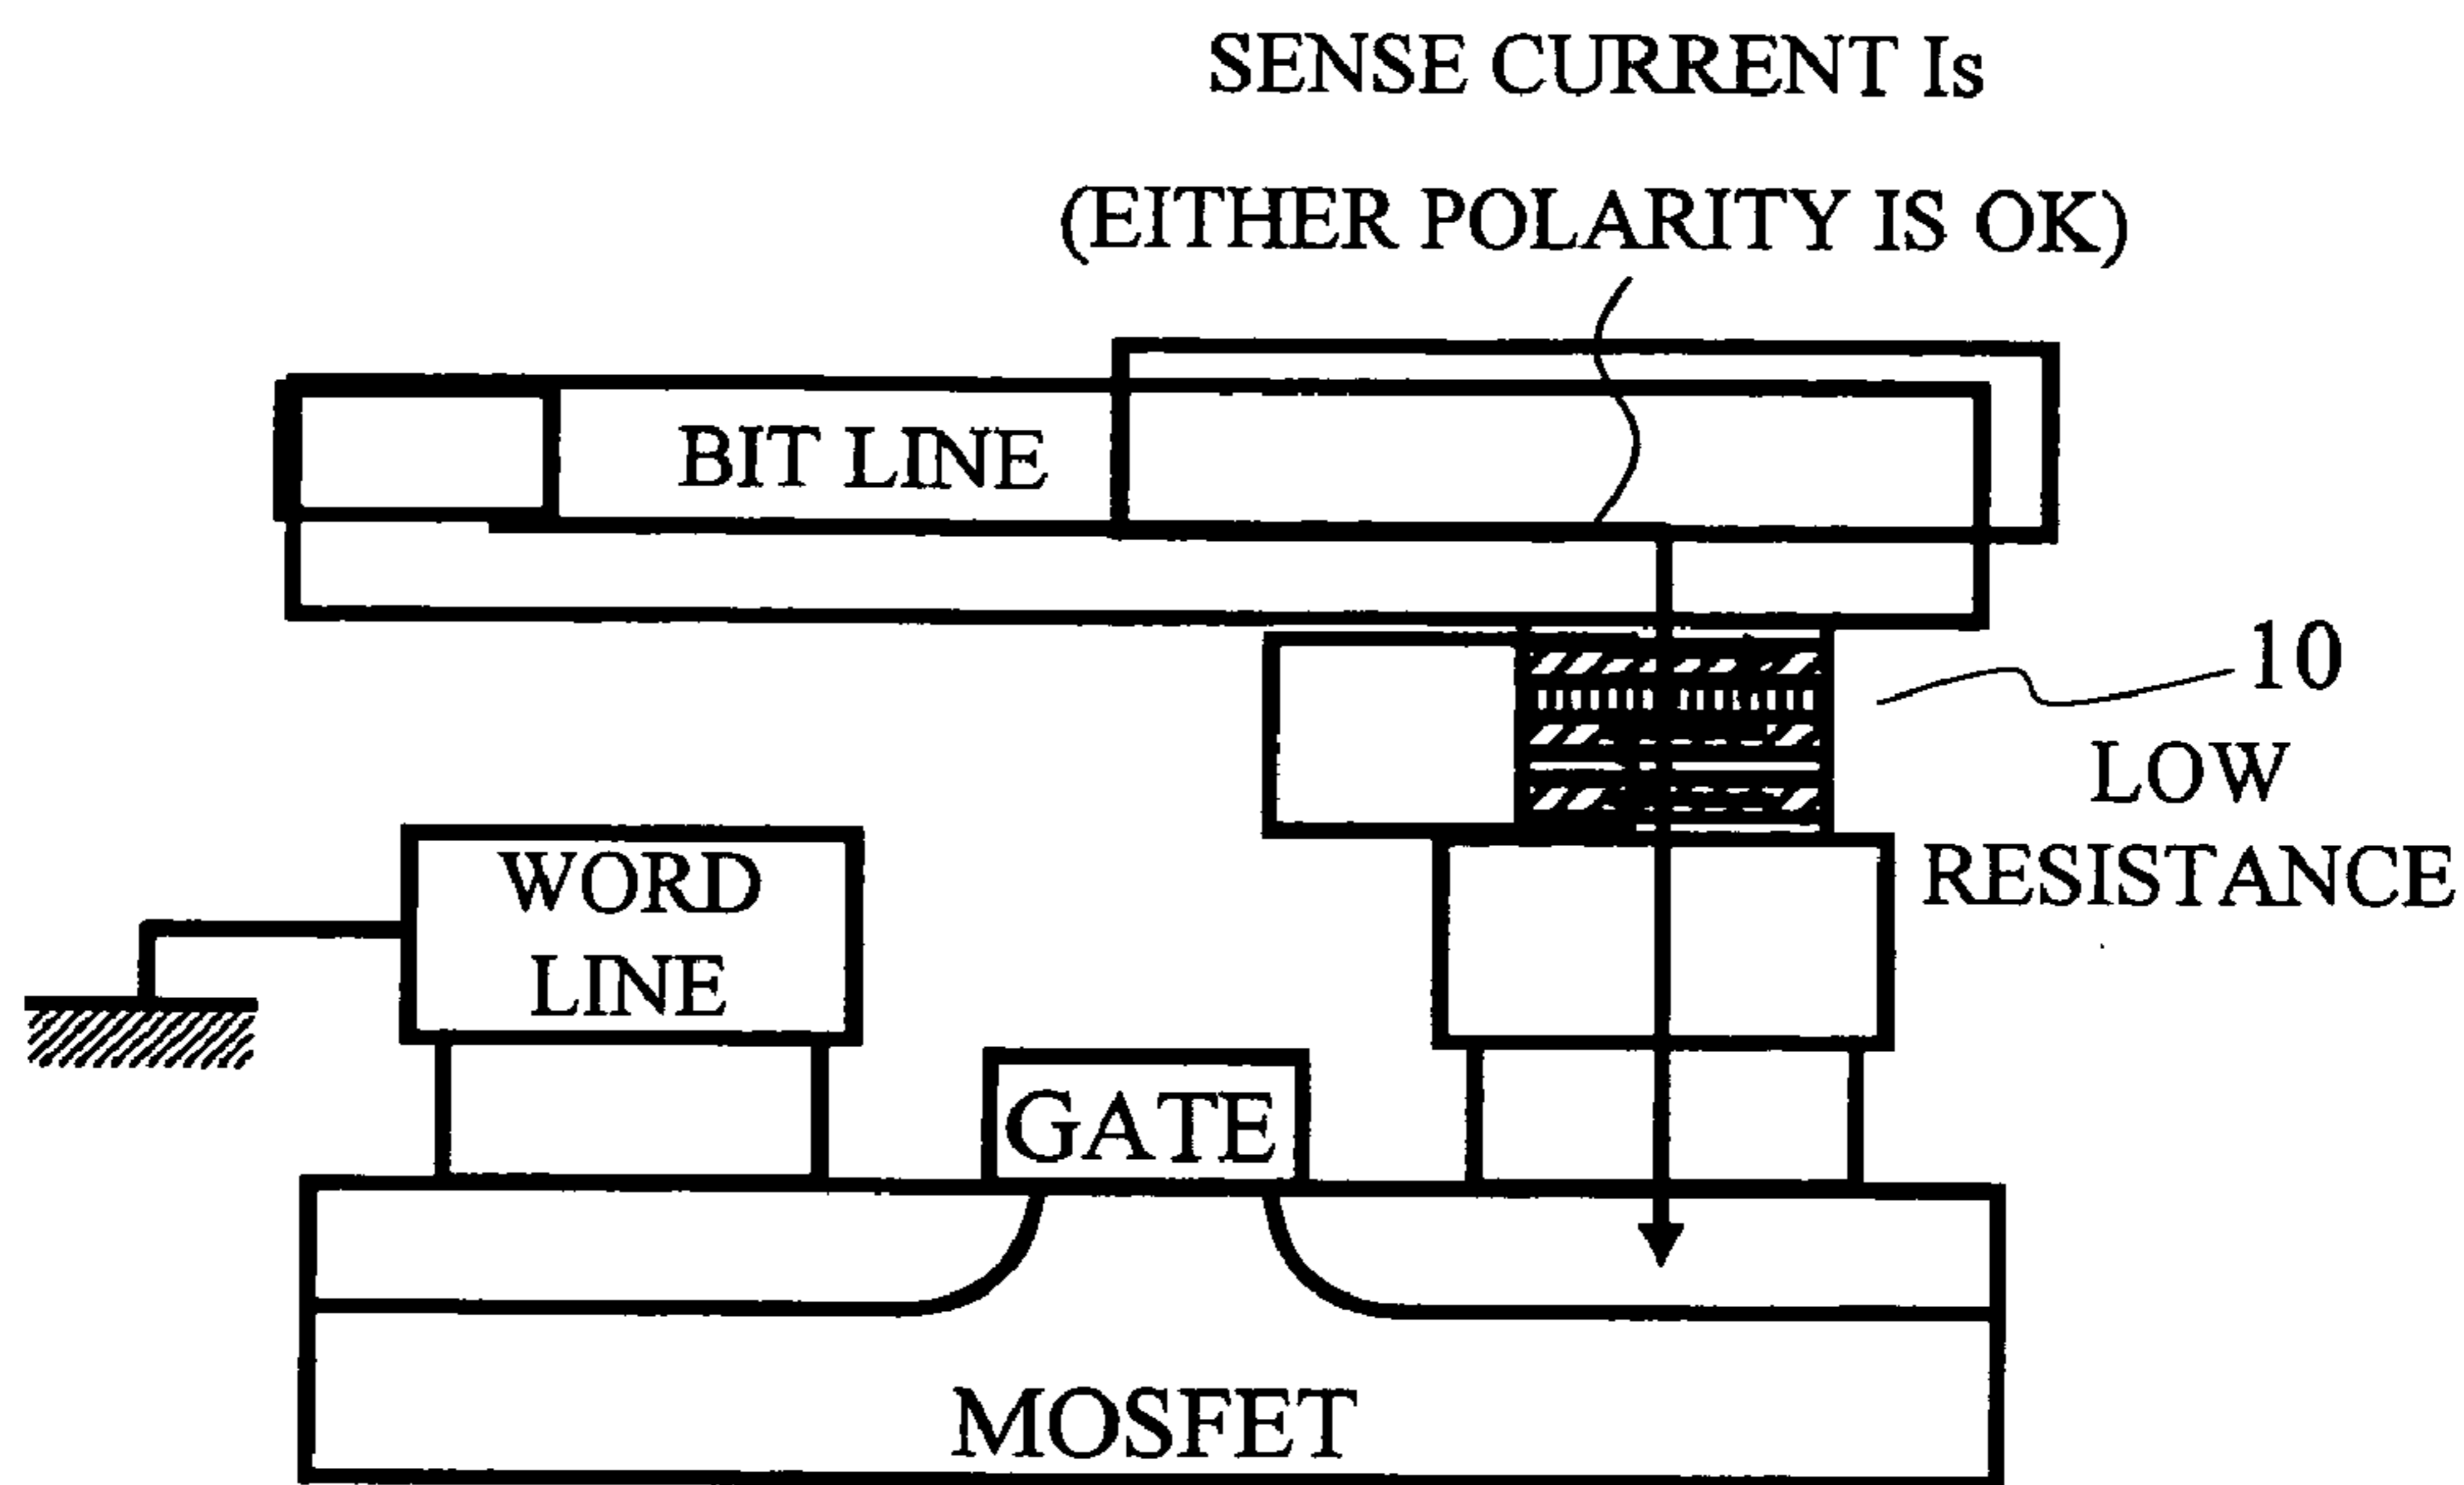 SENSE CURRENT Is
(EITHER POLARITY IS OK)
BIT LINE
10
LOW
RESISTANCE
WORD
LINE
GATE
MOSFET